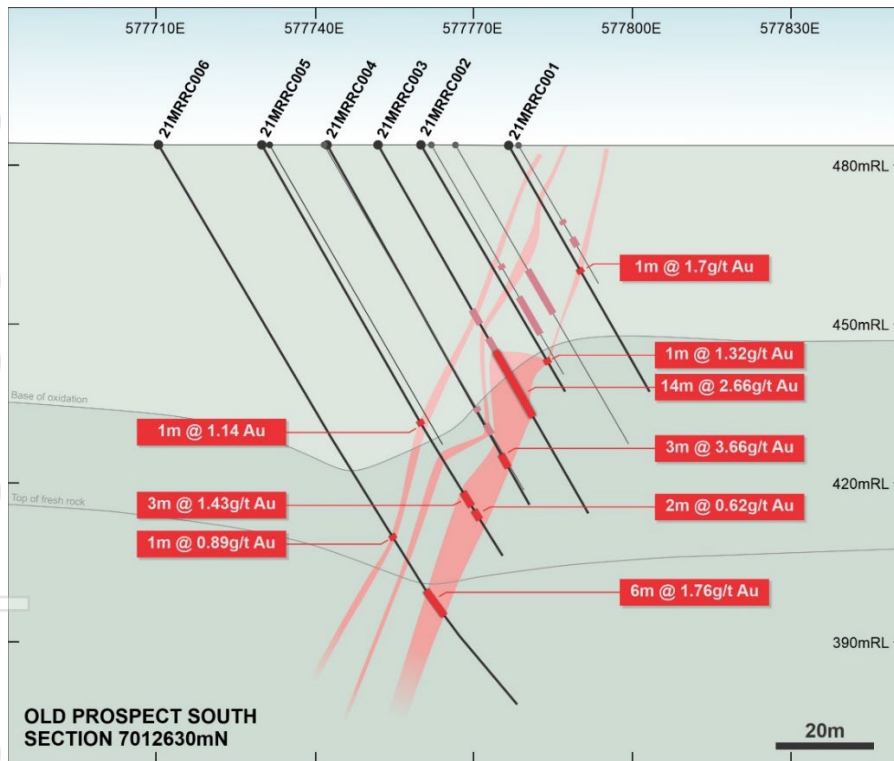 577710E
577740E
577770E
577800E
577830E
21MRRC006
21MRRC005
21MRRC004
21MRRC003
21MRRC002
21MRRC001
480mRL
1m @ 1.7g/t Au
450mRL
1m @ 1.32g/t Au
14m @ 2.66g/t Au
Base of oxidation
1m @ 1.14 Au
3m @ 3.66g/t Au
420mRL
Top of fresh rock
3m @ 1.43g/t Au
2m @ 0.62g/t Au
1m @ 0.89g/t Au
6m @ 1.76g/t Au
390mRL
OLD PROSPECT SOUTH
SECTION 7012630mN
20m